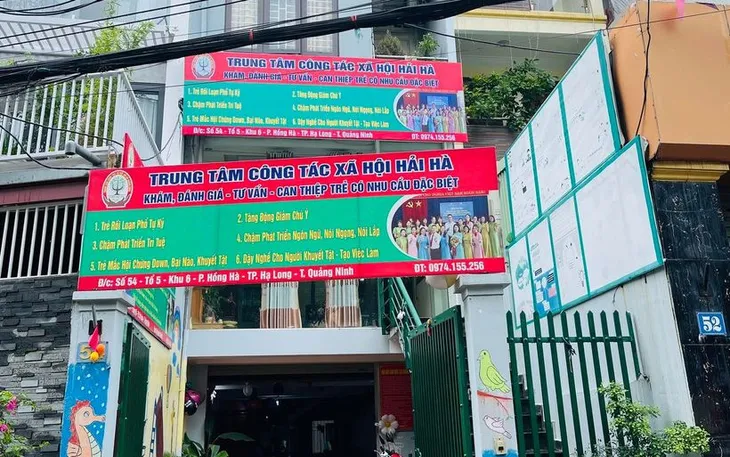 TRUNG TÂM CÔNG TÁC XÃ HỘI HẢI HÀ
KHÁM, ĐÁNH GIÁ - TƯ VẤN - CAN THIỆP TRẺ CÓ NHU CẦU ĐẶC BIỆT
1. Trẻ Rối Loạn Phổ Tự Kỷ
2. Tăng Động Giảm Chú Ý
3. Chậm Phát Triển Trí Tuệ
4. Chậm Phát Triển Ngôn Ngữ, Nói Ngọng, Nói Lắp
5. Trẻ Mắc Hội Chứng Down, Bại Não, Khuyết Tật
6. Dạy Nghề Cho Người Khuyết Tật - Tạo Việc Làm
Đ/c: Số 54 - Tổ 5 - Khu 6 - P. Hồng Hà - TP. Hạ Long - T. Quảng Ninh
ĐT: 0974.155.256
TRUNG TÂM CÔNG TÁC XÃ HỘI HẢI HÀ
KHÁM, ĐÁNH GIÁ - TƯ VẤN - CAN THIỆP TRẺ CÓ NHU CẦU ĐẶC BIỆT
1. Trẻ Rối Loạn Phổ Tự Kỷ
2. Tăng Động Giảm Chú Ý
3. Chậm Phát Triển Trí Tuệ
4. Chậm Phát Triển Ngôn Ngữ, Nói Ngọng, Nói Lắp
5. Trẻ Mắc Hội Chứng Down, Bại Não, Khuyết Tật
6. Dạy Nghề Cho Người Khuyết Tật - Tạo Việc Làm
Đ/c: Số 54 - Tổ 5 - Khu 6 - P. Hồng Hà - TP. Hạ Long - T. Quảng Ninh
ĐT: 0974.155.256
52